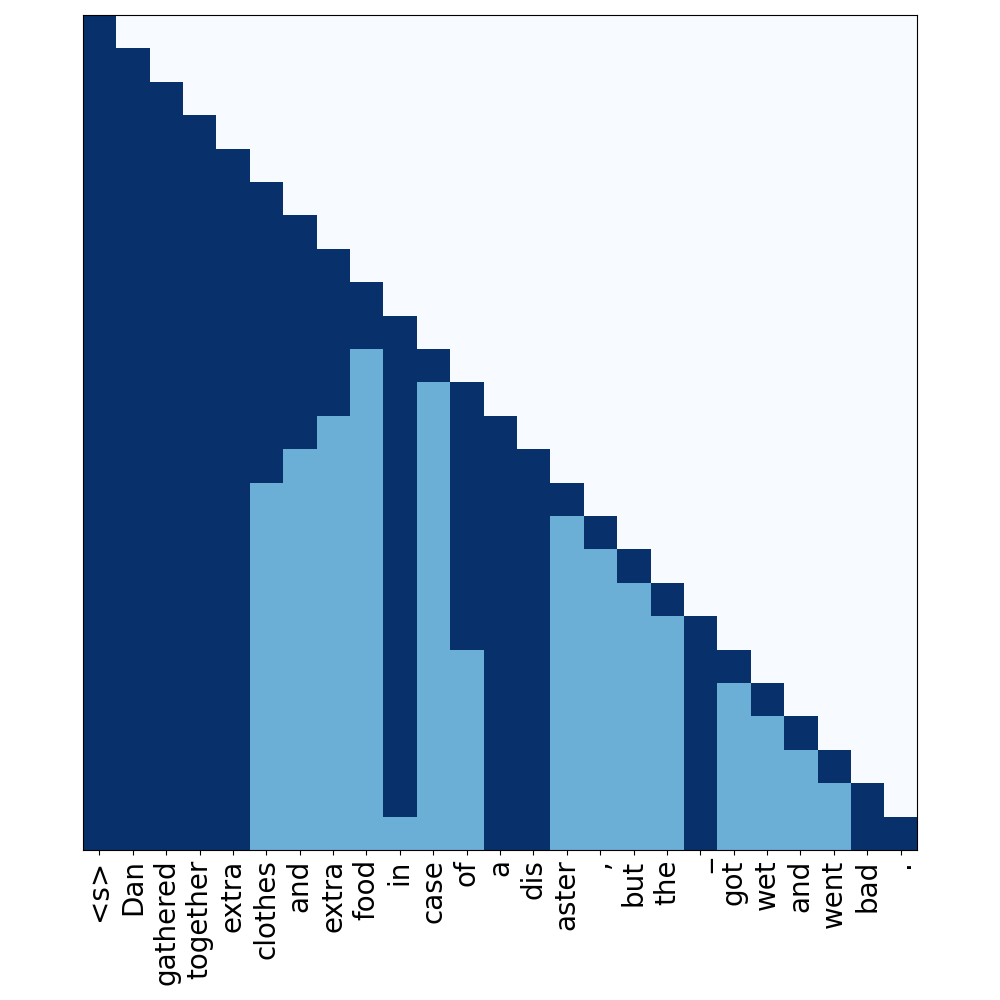 <s> Dan gathered together extra clothes and extra food in case of a dis aster , but the _ got wet and went bad .